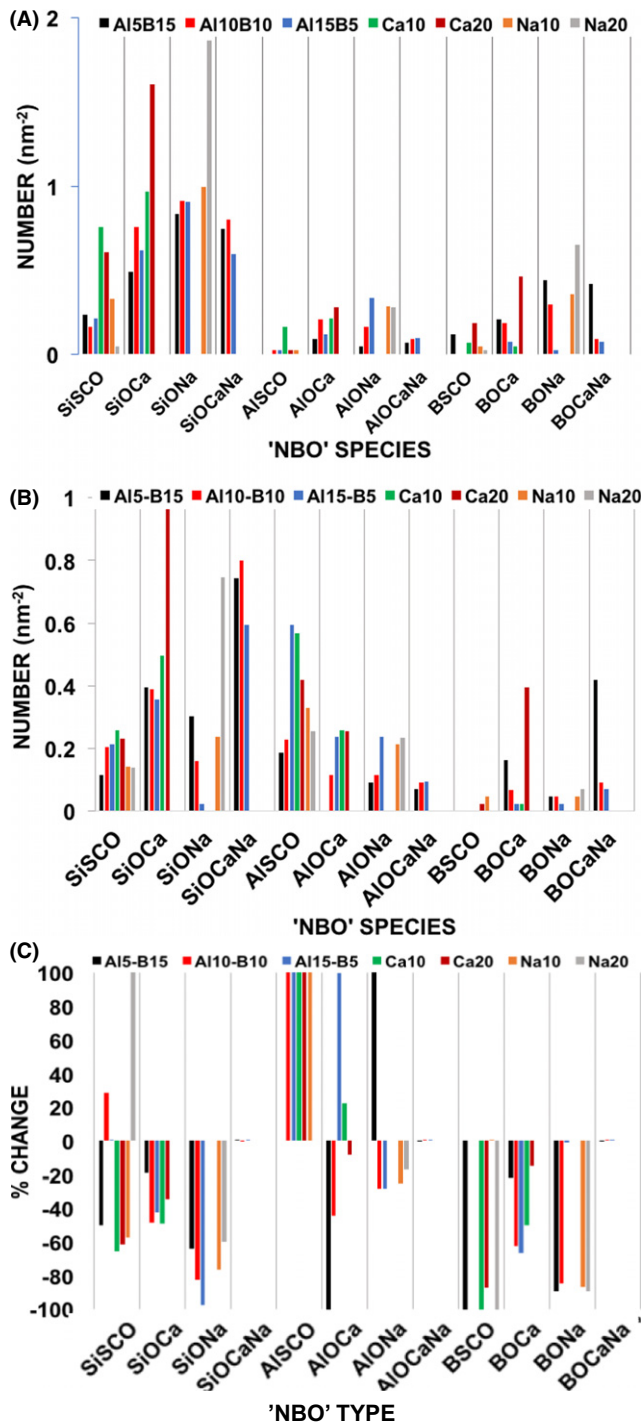 (A)
2
Al5B15 Al10B10 Al15B5 Ca10 Ca20 Na10 Na20
1
0
NUMBER (nm-2)
SiSCO SiOCa SiONa SiOCaNa AlSCO AlOCa AlONa AlOCaNa BSCO BOCa BONa BOCaNa
'NBO' SPECIES
(B)
1
Al5-B15 Al10-B10 Al15-B5 Ca10 Ca20 Na10 Na20
0.8
0.6
0.4
0.2
0
NUMBER (nm-2)
SiSCO SiOCa SiONa SiOCaNa AlSCO AlOCa AlONa AlOCaNa BSCO BOCa BONa BOCaNa
'NBO' SPECIES
(C)
Al5-B15 Al10-B10 Al15-B5 Ca10 Ca20 Na10 Na20
100
80
60
40
20
0
-20
-40
-60
-80
-100
% CHANGE
SiSCO SiOCa SiONa SiOCaNa AlSCO AlOCa AlONa AlOCaNa BSCO BOCa BONa BOCaNa
'NBO' TYPE